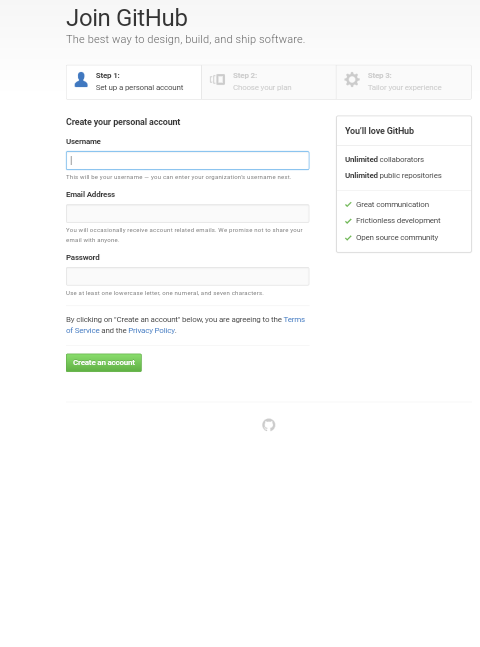 Join GitHub
The best way to design, build, and ship software.
Step 1:
Set up a personal account
Step 2:
Choose your plan
Step 3:
Tailor your experience
Create your personal account
Username
This will be your username — you can enter your organization's username next.
Email Address
You will occasionally receive account related emails. We promise not to share your
email with anyone.
Password
Use at least one lowercase letter, one numeral, and seven characters.
By clicking on "Create an account" below, you are agreeing to the Terms
of Service and the Privacy Policy.
Create an account
You'll love GitHub
Unlimited collaborators
Unlimited public repositories
Great communication
Frictionless development
Open source community